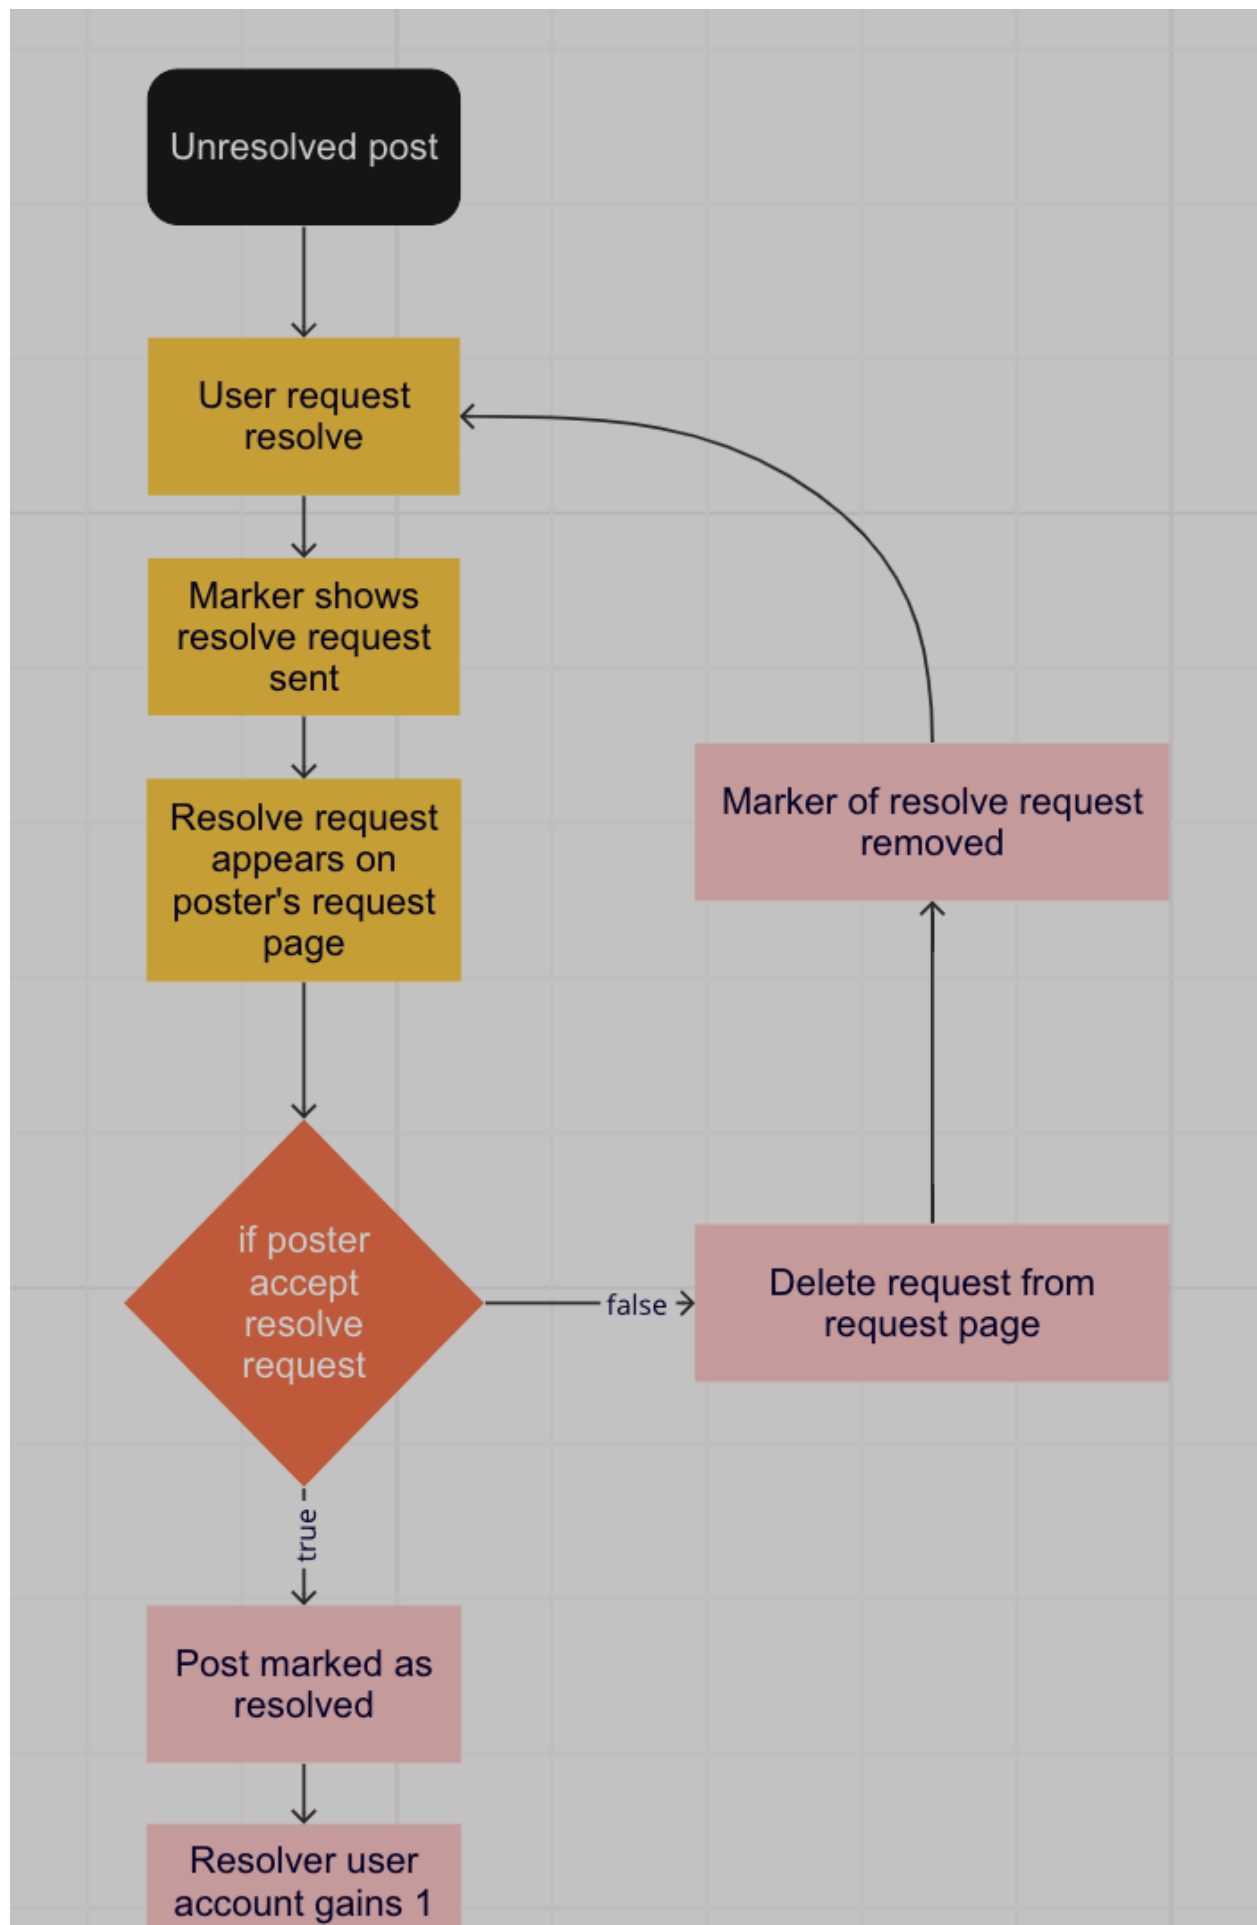 Unresolved post
User request
resolve
Marker shows
resolve request
sent
Resolve request
appears on
poster's request
page
Marker of resolve request
removed
if poster
accept
resolve
request
false
Delete request from
request page
true
Post marked as
resolved
Resolver user
account gains 1